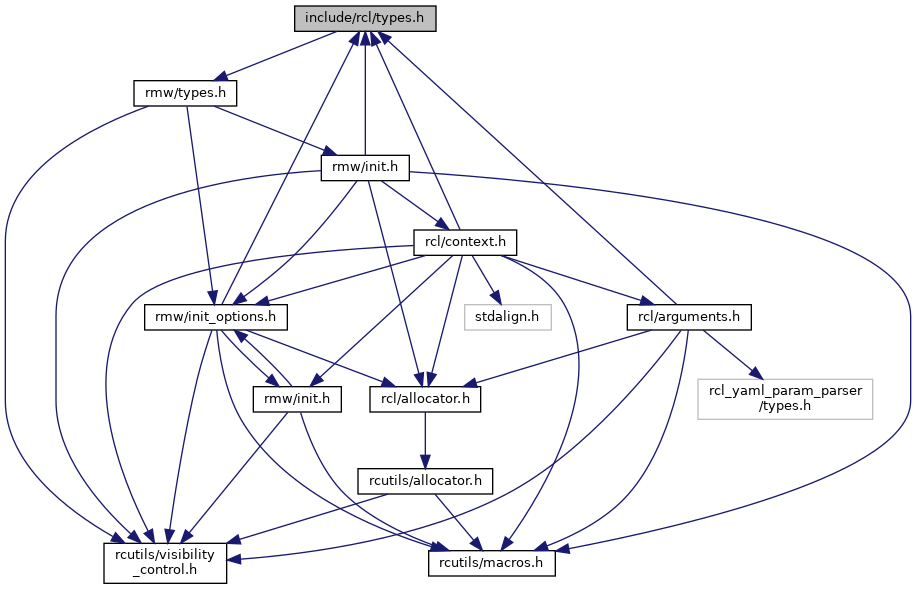 include/rcl/types.h
rmw/types.h
rmw/init.h
rcl/context.h
rmw/init_options.h
stdalign.h
rcl/arguments.h
rmw/init.h
rcl/allocator.h
rcl_yaml_param_parser
/types.h
rcutils/allocator.h
rcutils/visibility
_control.h
rcutils/macros.h